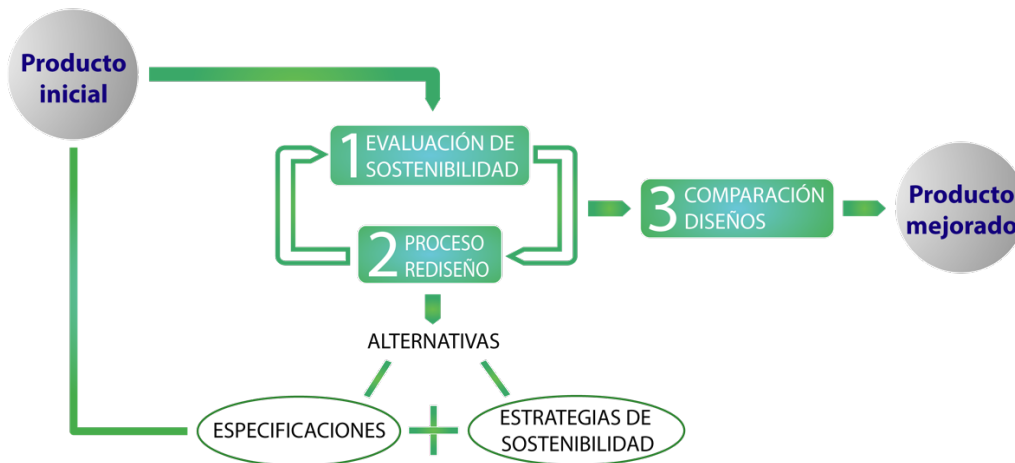 Producto
inicial
1 EVALUACIÓN DE
SOSTENIBILIDAD
2 PROCESO
REDISEÑO
3 COMPARACIÓN
DISEÑOS
Producto
mejorado
ALTERNATIVAS
ESPECIFICACIONES
ESTRATEGIAS DE
SOSTENIBILIDAD